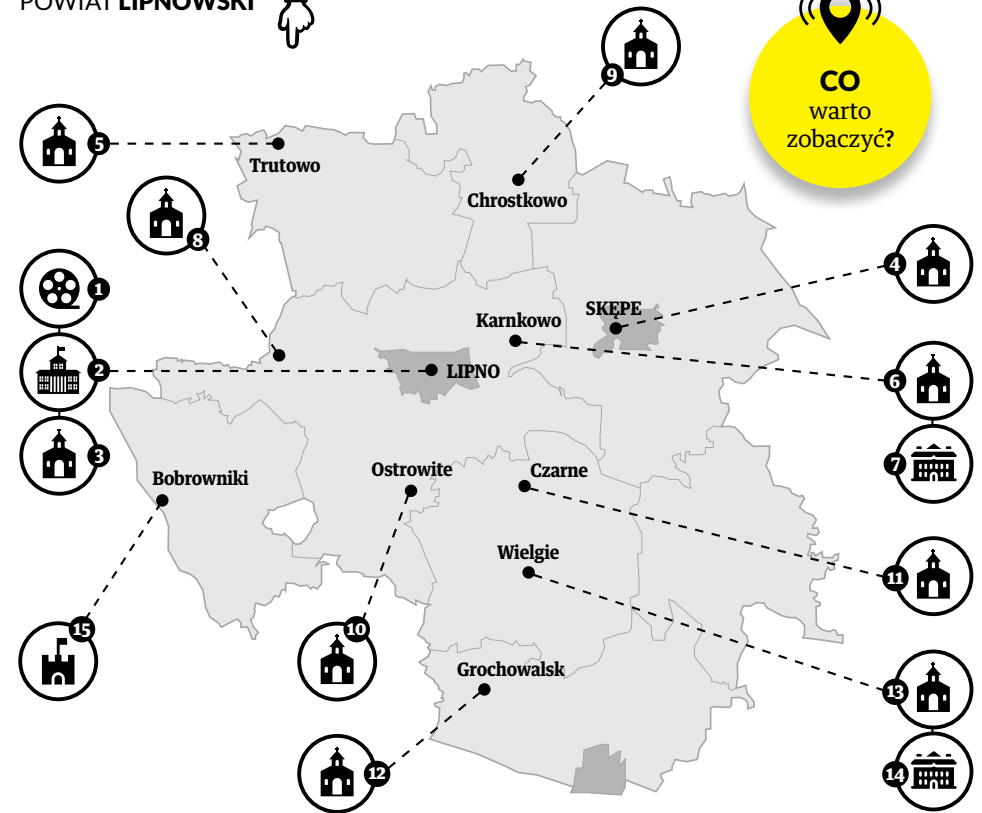 POWIAT LIPNOWSKI
CO
warto
zobaczyć?
9
5
Trutowo
Chrostkowo
8
4
1
SKĘPE
Karnkowo
2
LIPNO
6
3
7
Bobrowniki
Ostrowite
Czarne
Wielgie
11
15
10
Grochowalsk
13
12
14